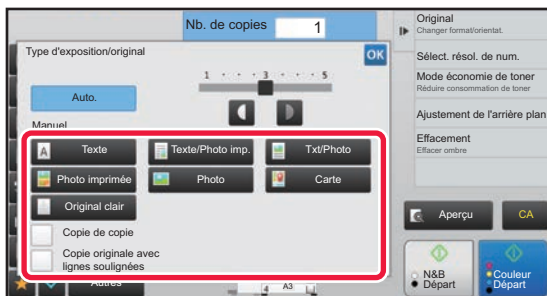 Nb. de copies 1
Type d'exposition/original
OK
1 3 5
Auto.
Manuel
A Texte
Texte/Photo imp.
Txt/Photo
Photo imprimée
Photo
Carte
Original clair
Copie de copie
Copie originale avec
lignes soulignées
Autres
4 A3
Original
Changer format/orientat.
Sélect. résol. de num.
Mode économie de toner
Réduire consommation de toner
Ajustement de l'arrière plan
Effacement
Effacer ombre
Aperçu
CA
N&B
Départ
Couleur
Départ